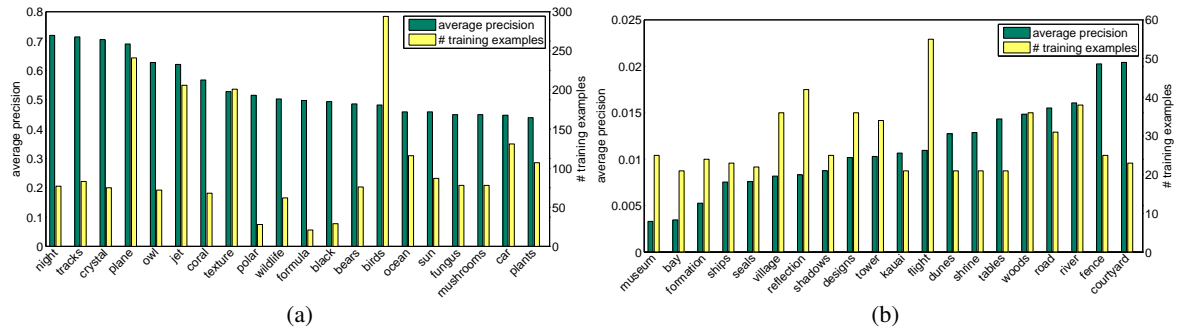 0.8
0.7
0.6
0.5
0.4
0.3
0.2
0.1
0
average precision
300
250
200
150
100
50
0
# training examples
average precision
# training examples
night
tracks
crystal
plane
owl
jet
coral
texture
polar
wildlife
formula
black
bears
birds
ocean
sun
fungus
mushrooms
car
plants
(a)
0.025
0.02
0.015
0.01
0.005
0
average precision
60
50
40
30
20
10
0
# training examples
average precision
# training examples
museum
bay
formation
ships
seals
village
reflection
shadows
designs
tower
kauai
flight
dunes
shrine
tables
woods
road
river
fence
courtyard
(b)